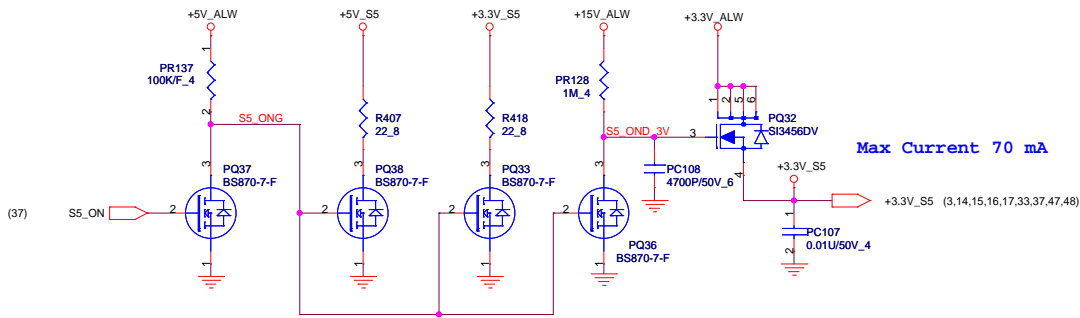 +5V_ALW
+5V_S5
+3.3V_S5
+15V_ALW
+3.3V_ALW
1
PR137
100K/F_4
2
S5_ONG
R407
22_8
R418
22_8
PR128
1M_4
S5_OND_3V
1
2
5
6
3
PQ32
SI3456DV
4
Max Current 70 mA
PC108
4700P/50V_6
+3.3V_S5
+3.3V_S5 (3,14,15,16,17,33,37,47,48)
1
PC107
0.01U/50V_4
2
(37)
S5_ON
2
3
PQ37
BS870-7-F
1
2
3
PQ38
BS870-7-F
1
2
3
PQ33
BS870-7-F
1
2
3
PQ36
BS870-7-F
1